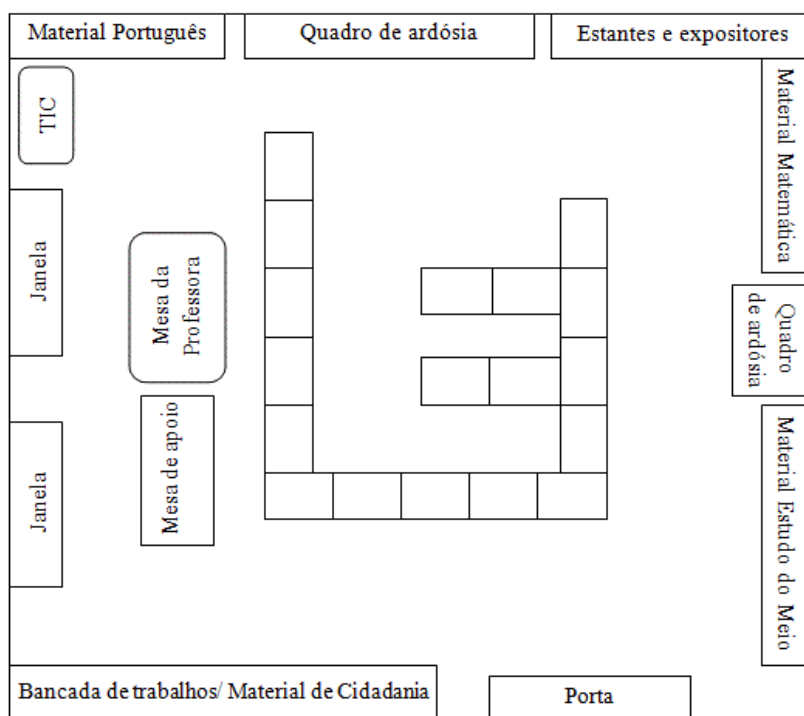 Material Português
Quadro de ardósia
Estantes e expositores
TIC
Material Matemática
Janela
Mesa da
Professora
Quadro
de ardósia
Janela
Mesa de apoio
Material Estudo do Meio
Bancada de trabalhos/ Material de Cidadania
Porta